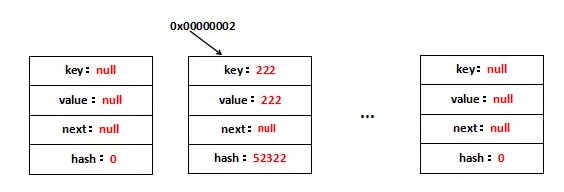 0x00000002
key: null
value: null
next: null
hash: 0
key: 222
value: 222
next: null
hash: 52322
...
key: null
value: null
next: null
hash: 0